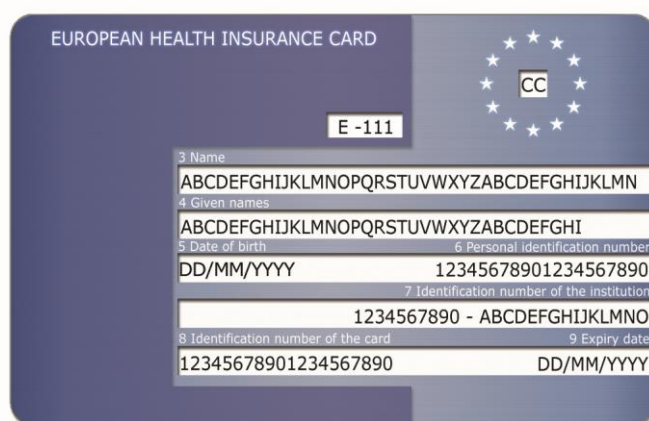 EUROPEAN HEALTH INSURANCE CARD
CC
E -111
3 Name
ABCDEFGHIJKLMNOPQRSTUVWXYZABCDEFGHIJKLMN
4 Given names
ABCDEFGHIJKLMNOPQRSTUVWXYZABCDEFGHI
5 Date of birth 6 Personal identification number
DD/MM/YYYY 12345678901234567890
7 Identification number of the institution
1234567890 - ABCDEFGHIJKLMNO
8 Identification number of the card 9 Expiry date
12345678901234567890 DD/MM/YYYY